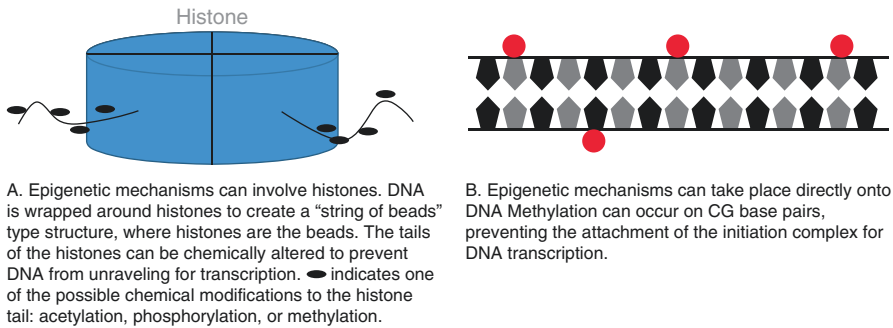 Histone
A. Epigenetic mechanisms can involve histones. DNA
is wrapped around histones to create a “string of beads”
type structure, where histones are the beads. The tails
of the histones can be chemically altered to prevent
DNA from unraveling for transcription. indicates one
of the possible chemical modifications to the histone
tail: acetylation, phosphorylation, or methylation.
B. Epigenetic mechanisms can take place directly onto
DNA Methylation can occur on CG base pairs,
preventing the attachment of the initiation complex for
DNA transcription.